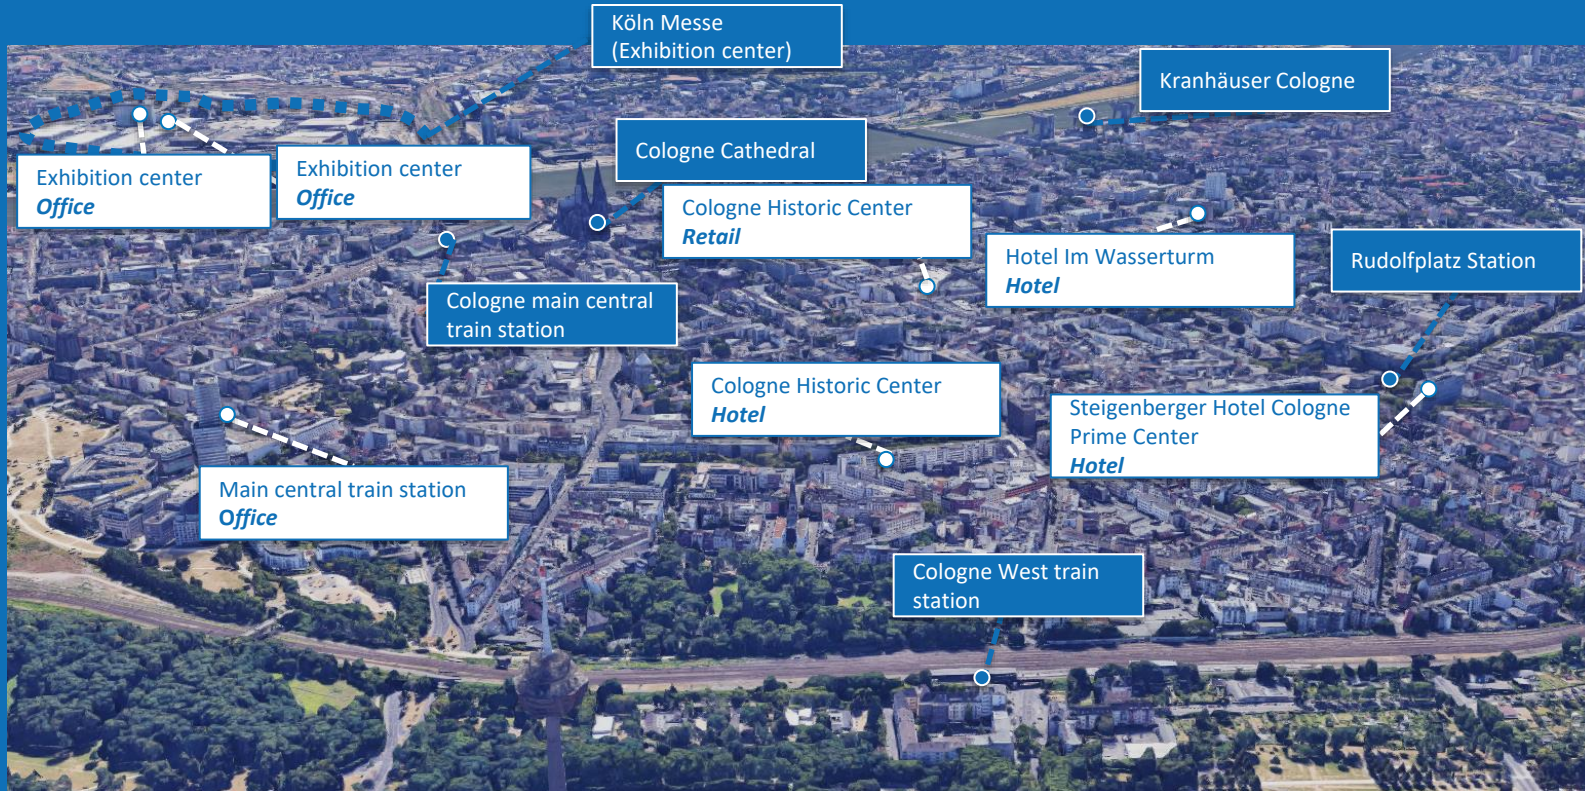 Köln Messe
(Exhibition center)
Kranhäuser Cologne
Cologne Cathedral
Exhibition center
Office
Exhibition center
Office
Cologne Historic Center
Retail
Hotel Im Wasserturm
Hotel
Rudolfplatz Station
Cologne main central
train station
Cologne Historic Center
Hotel
Steigenberger Hotel Cologne
Prime Center
Hotel
Main central train station
Office
Cologne West train
station